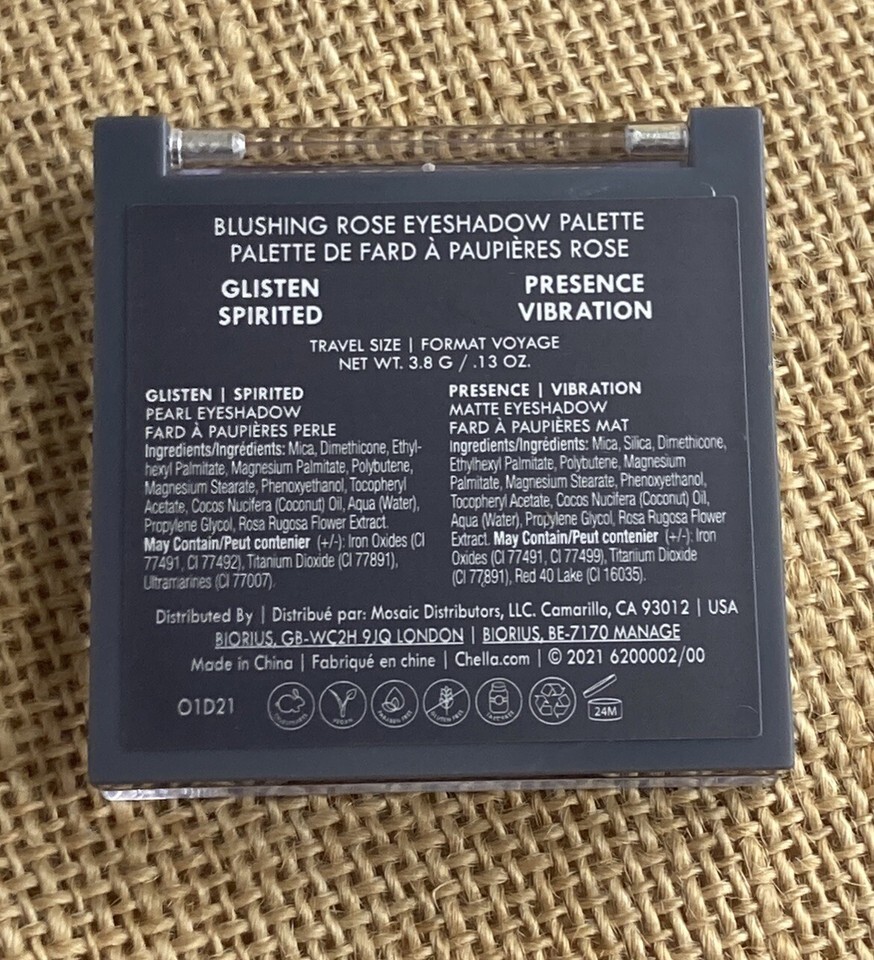 BLUSHING ROSE EYESHADOW PALETTE
PALETTE DE FARD À PAUPIÈRES ROSE
GLISTEN
SPIRITED
PRESENCE
VIBRATION
TRAVEL SIZE | FORMAT VOYAGE
NET WT. 3.8 G / .13 OZ.
GLISTEN | SPIRITED
PEARL EYESHADOW
FARD À PAUPIÈRES PERLE
Ingredients/Ingrédients: Mica, Dimethicone, Ethyl-
hexyl Palmitate, Magnesium Palmitate, Polybutene,
Magnesium Stearate, Phenoxyethanol, Tocopheryl
Acetate, Cocos Nucifera (Coconut) Oil, Aqua (Water),
Propylene Glycol, Rosa Rugosa Flower Extract.
May Contain/Peut contenier (+/-): Iron Oxides (CI
77491, CI 77492), Titanium Dioxide (CI 77891),
Ultramarines (CI 77007).
PRESENCE | VIBRATION
MATTE EYESHADOW
FARD À PAUPIÈRES MAT
Ingredients/Ingrédients: Mica, Silica, Dimethicone,
Ethylhexyl Palmitate, Polybutene, Magnesium
Palmitate, Magnesium Stearate, Phenoxyethanol,
Tocopheryl Acetate, Cocos Nucifera (Coconut) Oil,
Aqua (Water), Propylene Glycol, Rosa Rugosa Flower
Extract. May Contain/Peut contenier (+/-): Iron
Oxides (CI 77491, CI 77499), Titanium Dioxide
(CI 77891), Red 40 Lake (CI 16035).
Distributed By | Distribué par: Mosaic Distributors, LLC. Camarillo, CA 93012 | USA
BIORIUS, GB-WC2H 9JQ LONDON | BIORIUS, BE-7170 MANAGE
Made in China | Fabriqué en chine | Chella.com | © 2021 6200002/00
O1D21
VEGAN
PARABEN FREE
GLUTEN FREE
24M